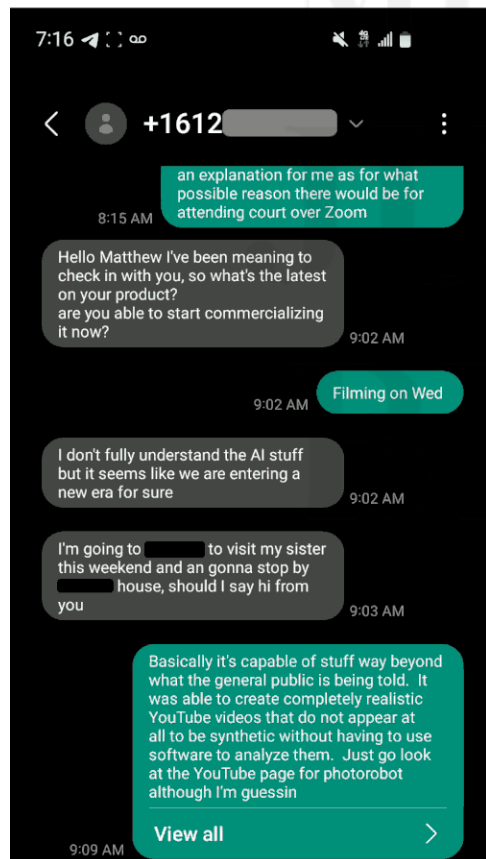 7:16
+1612
an explanation for me as for what
possible reason there would be for
attending court over Zoom
8:15 AM
Hello Matthew I've been meaning to
check in with you, so what's the latest
on your product?
are you able to start commercializing
it now?
9:02 AM
Filming on Wed
9:02 AM
I don't fully understand the AI stuff
but it seems like we are entering a
new era for sure
9:02 AM
I'm going to to visit my sister
this weekend and an gonna stop by
house, should I say hi from
you
9:03 AM
Basically it's capable of stuff way beyond
what the general public is being told. It
was able to create completely realistic
YouTube videos that do not appear at
all to be synthetic without having to use
software to analyze them. Just go look
at the YouTube page for photorobot
although I'm guessin
View all
9:09 AM